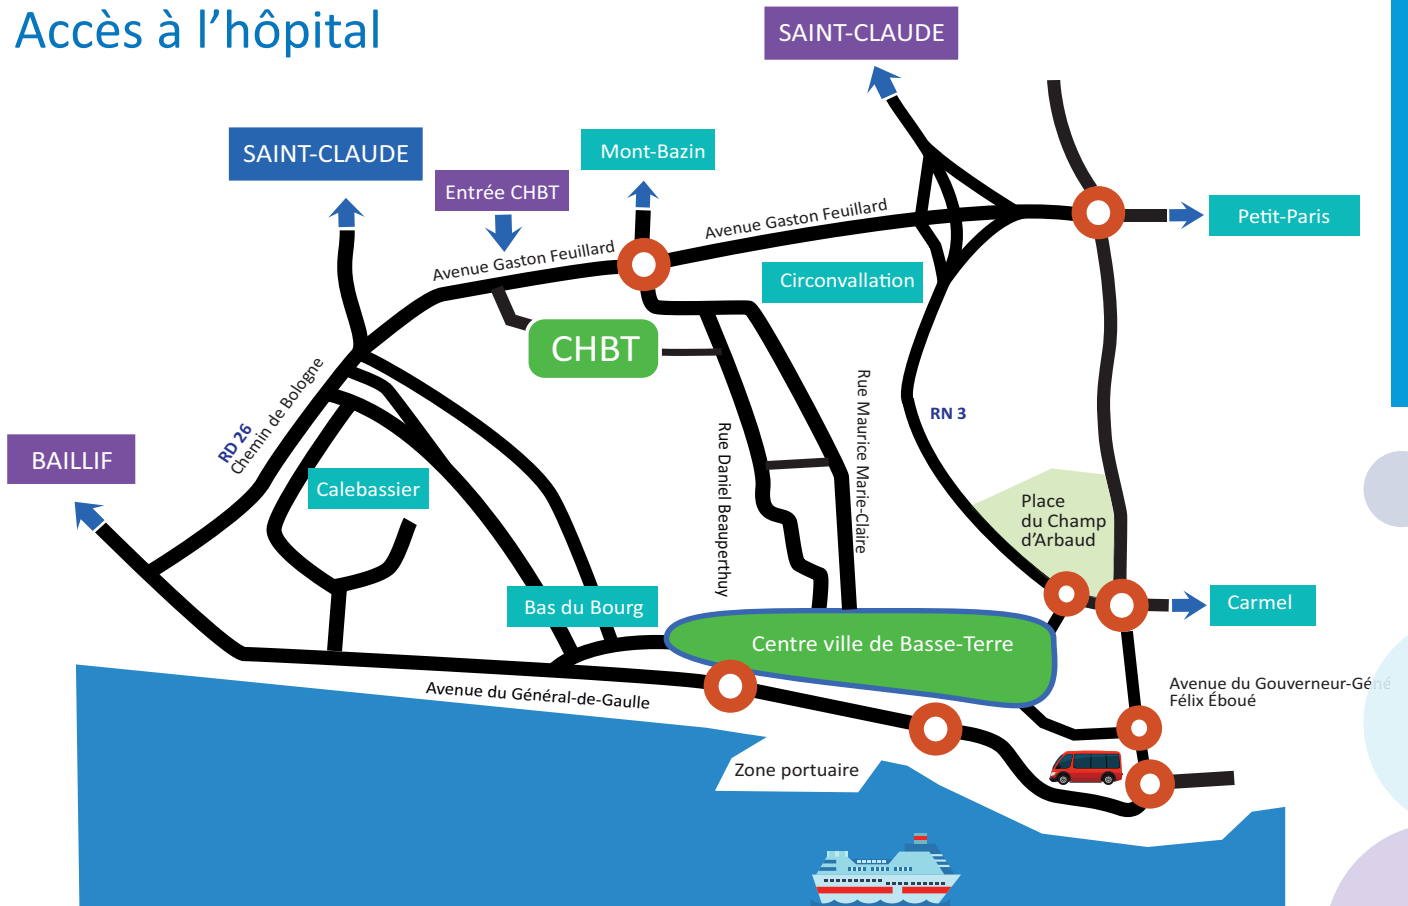 Accès à l’hôpital
SAINT-CLAUDE
SAINT-CLAUDE
Mont-Bazin
Entrée CHBT
Petit-Paris
Avenue Gaston Feuillard
Avenue Gaston Feuillard
Circonvallation
CHBT
RD 26
Chemin de Bologne
Rue Maurice Marie-Claire
RN 3
BAILLIF
Calebassier
Rue Daniel Beauperthuy
Place
du Champ
d’Arbaud
Bas du Bourg
Carmel
Centre ville de Basse-Terre
Avenue du Général-de-Gaulle
Avenue du Gouverneur-Géné
Félix Éboué
Zone portuaire